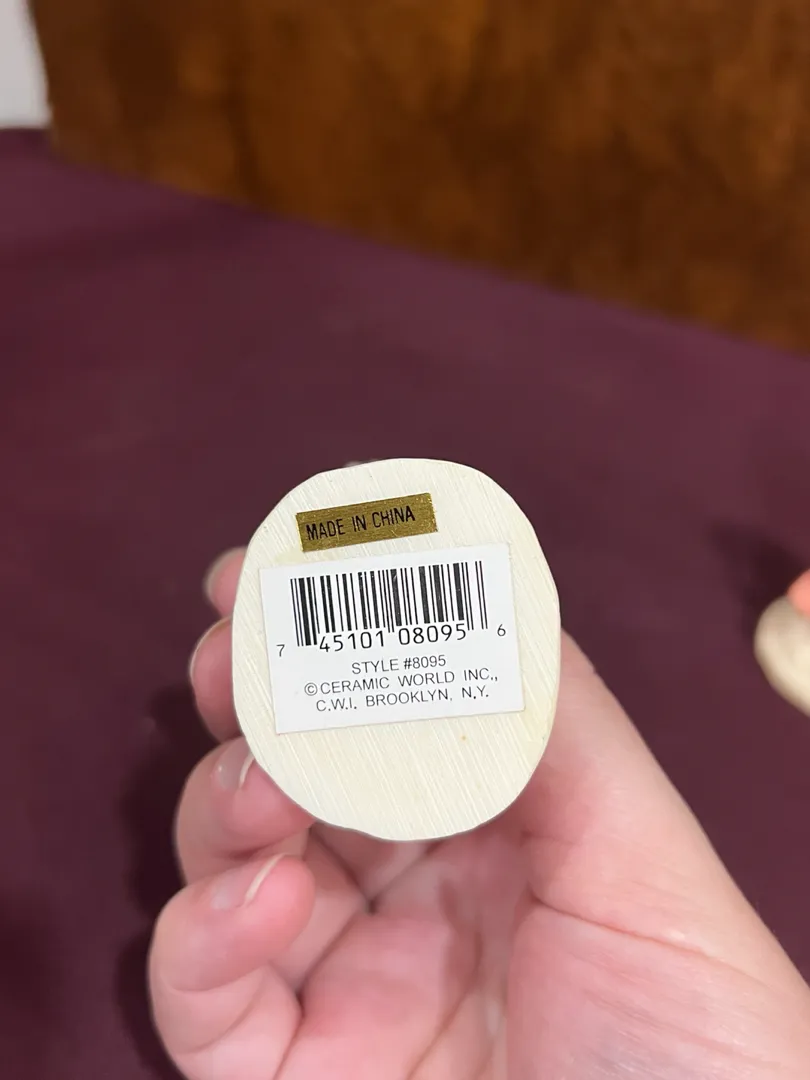 MADE IN CHINA
7 45101 08095 6
STYLE #8095
©CERAMIC WORLD INC.,
C.W.I. BROOKLYN, N.Y.